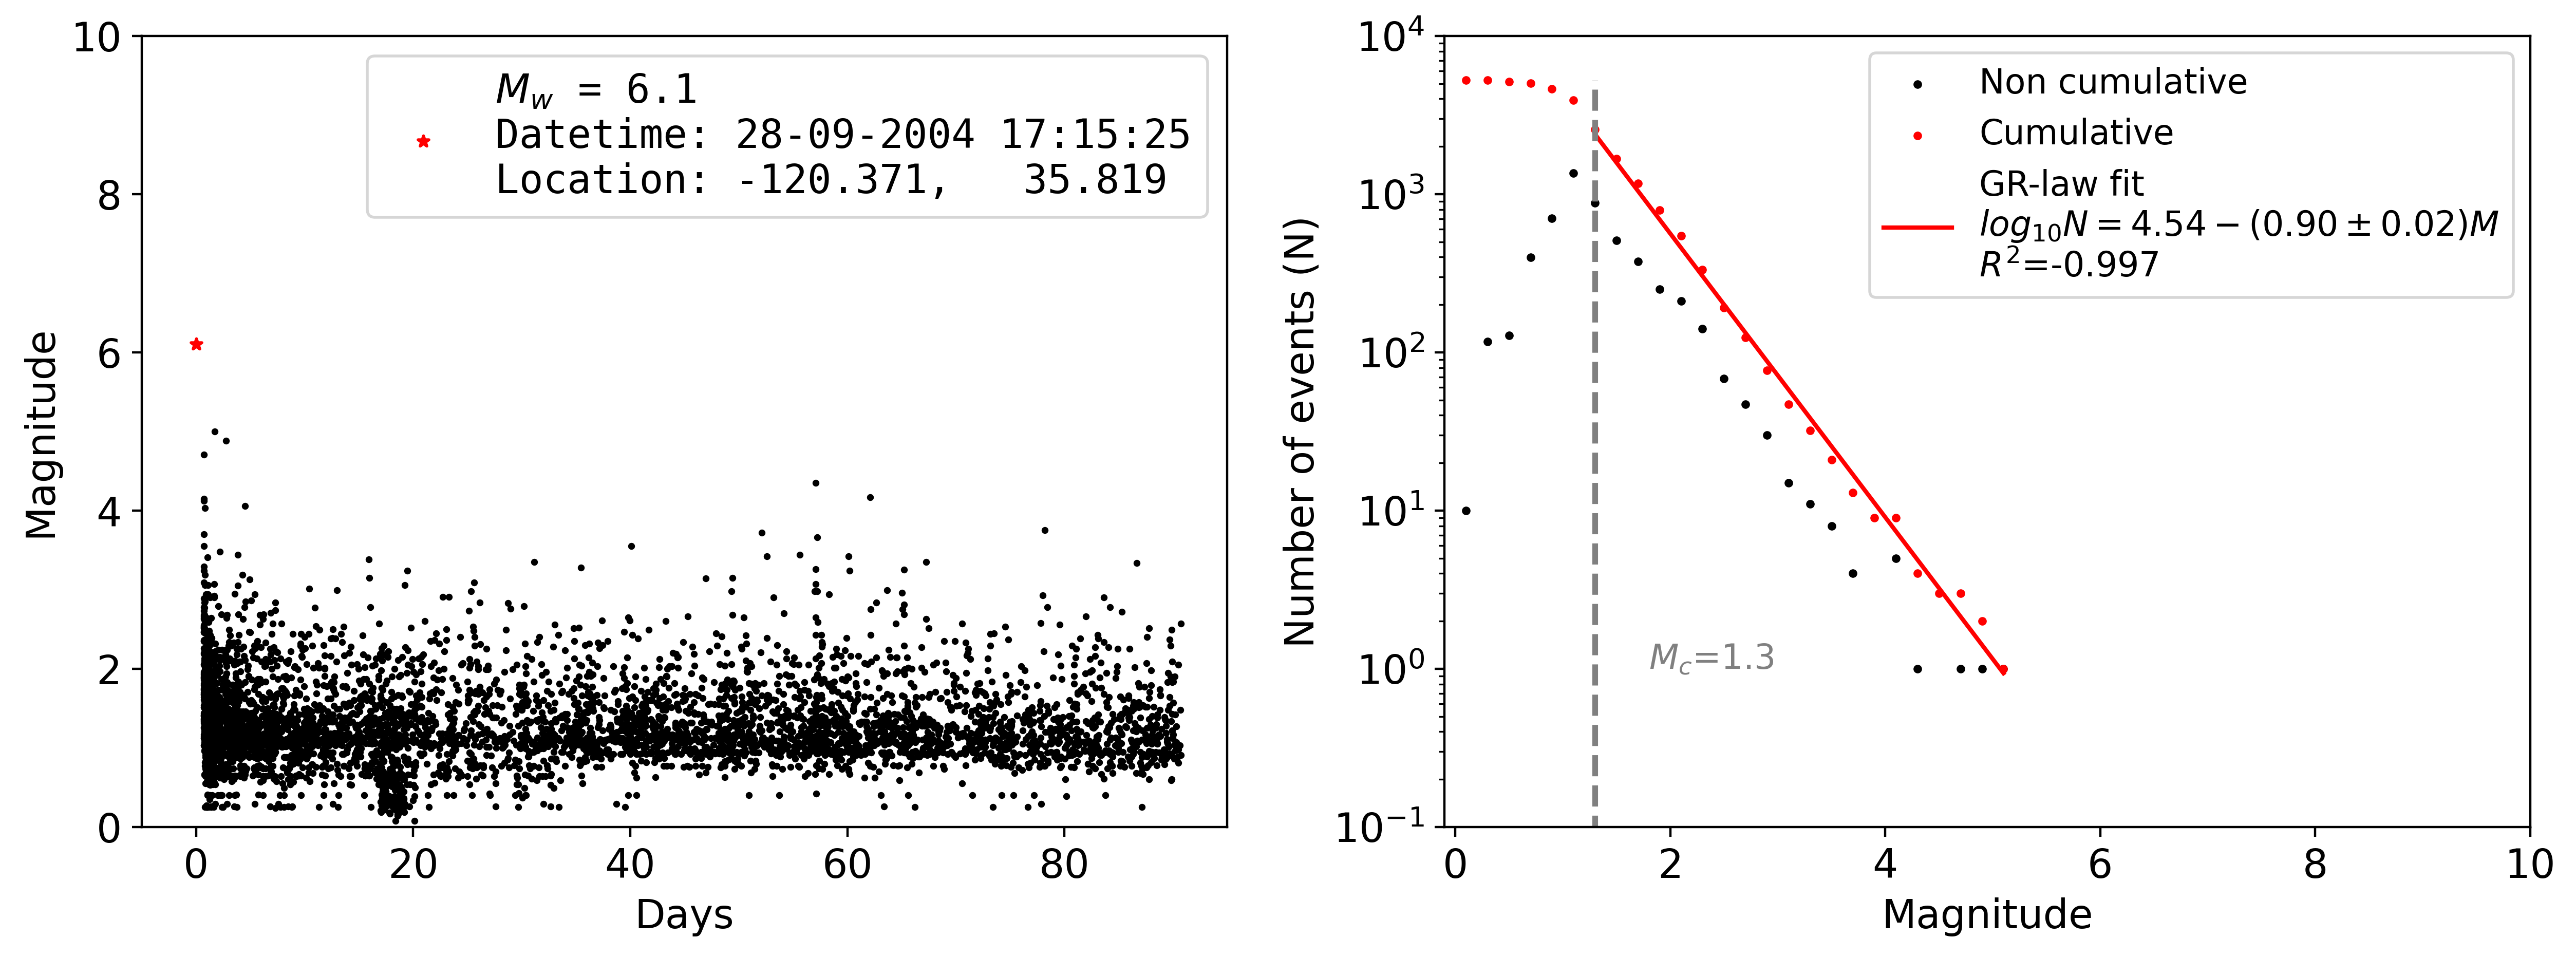 10
8
6
4
2
0
Magnitude
0
20
40
60
80
Days
M_w = 6.1
Datetime: 28-09-2004 17:15:25
Location: -120.371, 35.819
10^4
10^3
10^2
10^1
10^0
10^−1
Number of events (N)
0
2
4
6
8
10
Magnitude
Non cumulative
Cumulative
GR-law fit
log_10N = 4.54 − (0.90 ± 0.02)M
R^2=-0.997
M_c=1.3